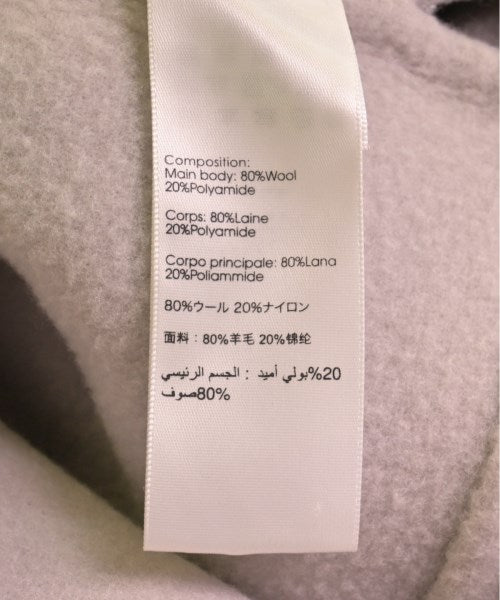 Composition:
Main body: 80%Wool
20%Polyamide
Corps: 80%Laine
20%Polyamide
Corpo principale: 80%Lana
20%Poliammide
80%ウール 20%ナイロン
面料：80%羊毛 20%锦纶
20%بولي أميد : الجسم الرئيسي
80%صوف